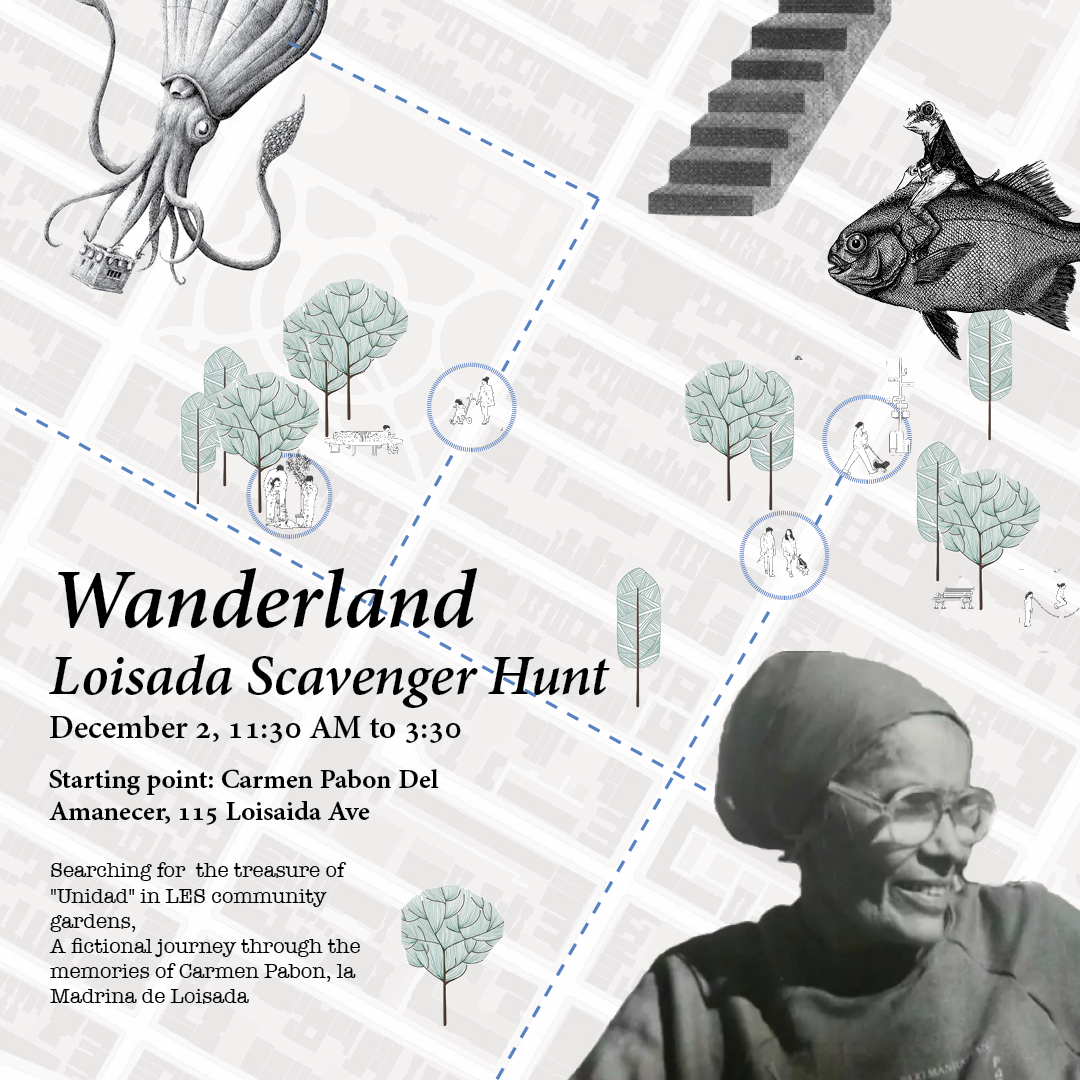 Wanderland
Loisada Scavenger Hunt
December 2, 11:30 AM to 3:30
Starting point: Carmen Pabon Del
Amanecer, 115 Loisaida Ave
Searching for  the treasure of
"Unidad" in LES community
gardens,
A fictional journey through the
memories of Carmen Pabon, la
Madrina de Loisada